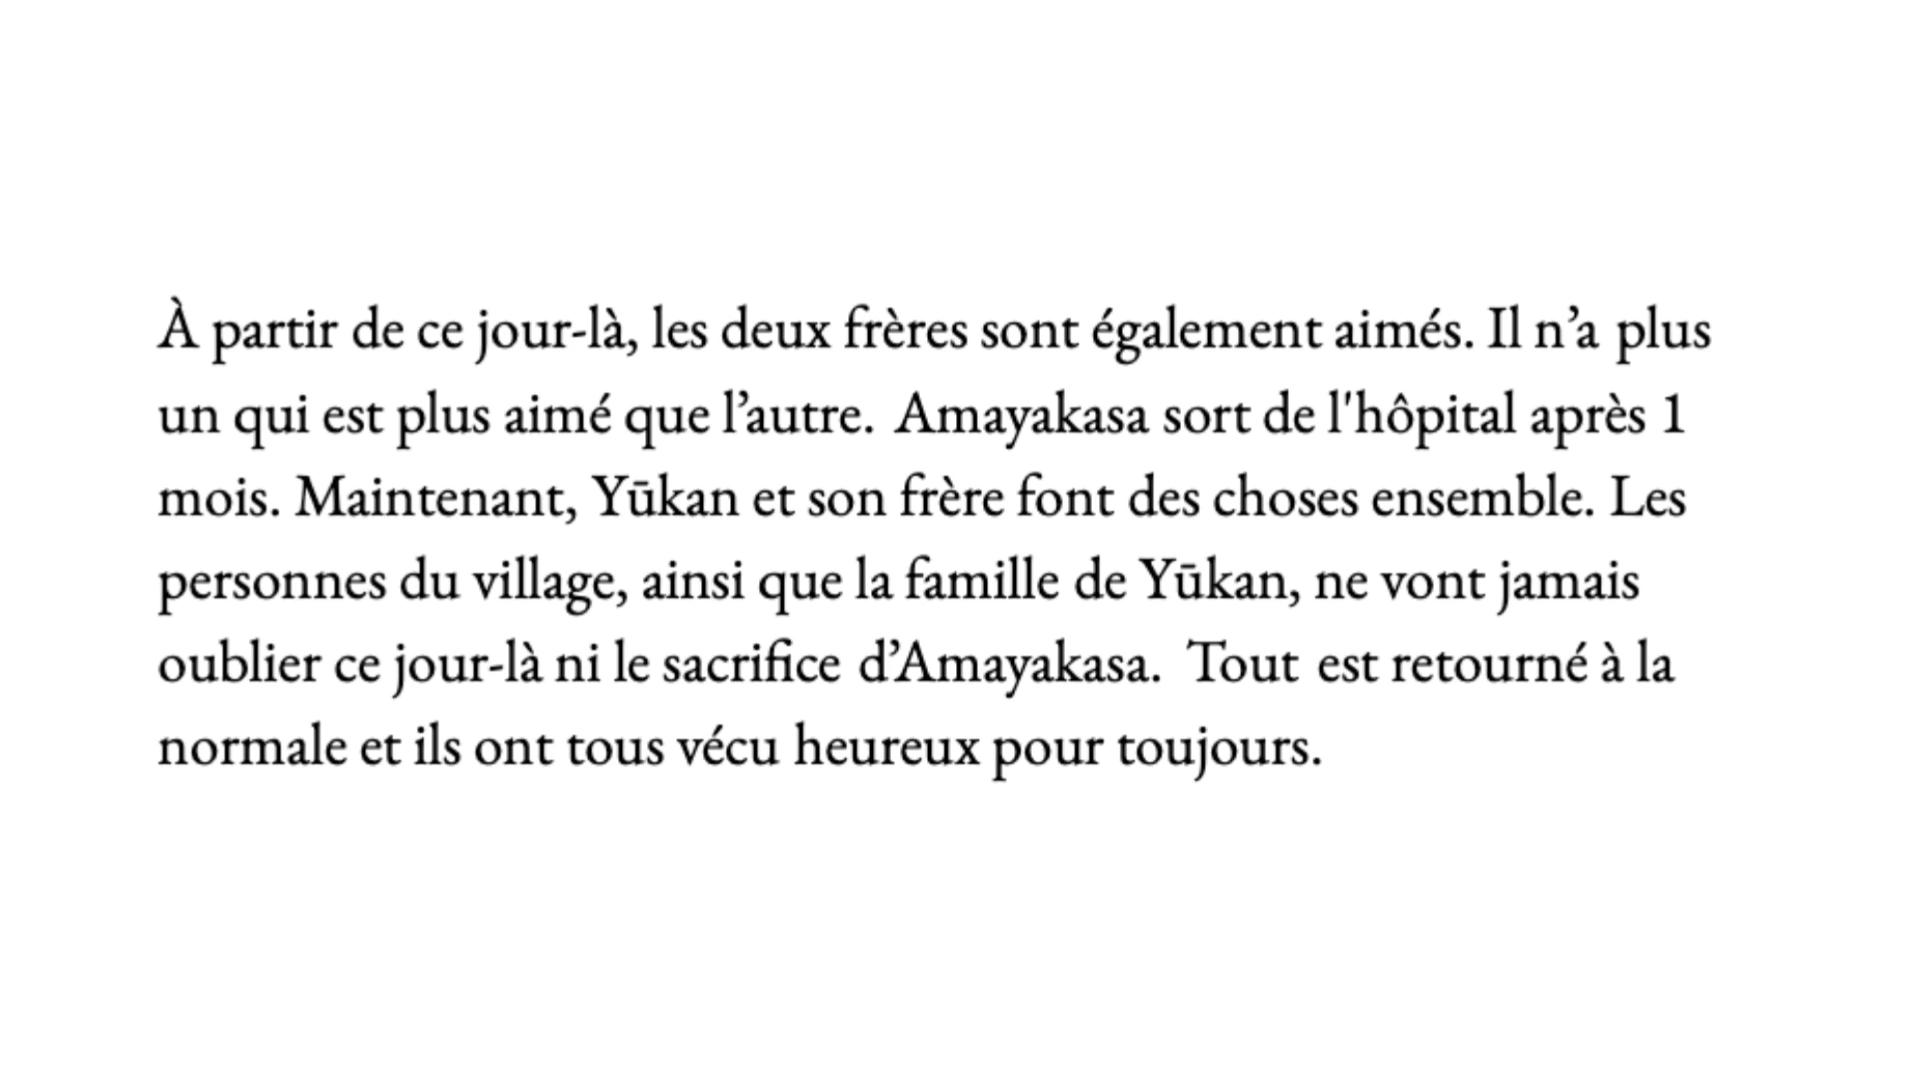 À partir de ce jour-là, les deux frères sont également aimés. Il n’a plus
un qui est plus aimé que l’autre. Amayakasa sort de l'hôpital après 1
mois. Maintenant, Yūkan et son frère font des choses ensemble. Les
personnes du village, ainsi que la famille de Yūkan, ne vont jamais
oublier ce jour-là ni le sacrifice d’Amayakasa. Tout est retourné à la
normale et ils ont tous vécu heureux pour toujours.